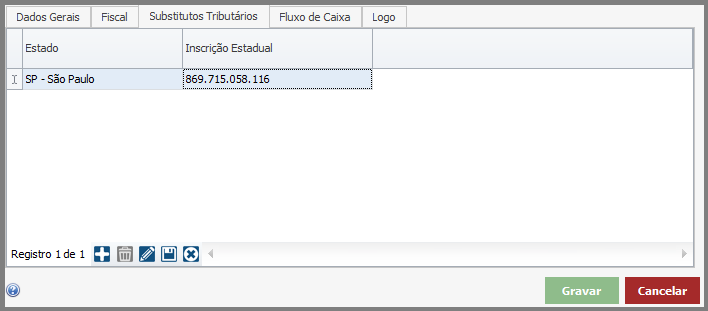 Dados Gerais Fiscal Substitutos Tributários Fluxo de Caixa Logo
Estado Inscrição Estadual
SP - São Paulo 869.715.058.116
Registro 1 de 1
Gravar Cancelar